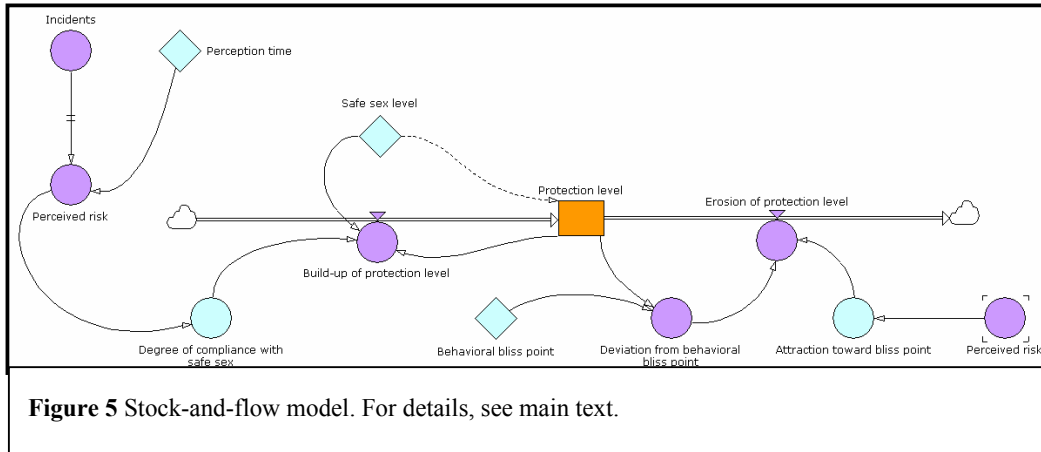 Incidents
Perception time
Safe sex level
Protection level
Erosion of protection level
Perceived risk
Build-up of protection level
Degree of compliance with
safe sex
Behavioral bliss point
Deviation from behavioral
bliss point
Attraction toward bliss point
Perceived risk
Figure 5 Stock-and-flow model. For details, see main text.